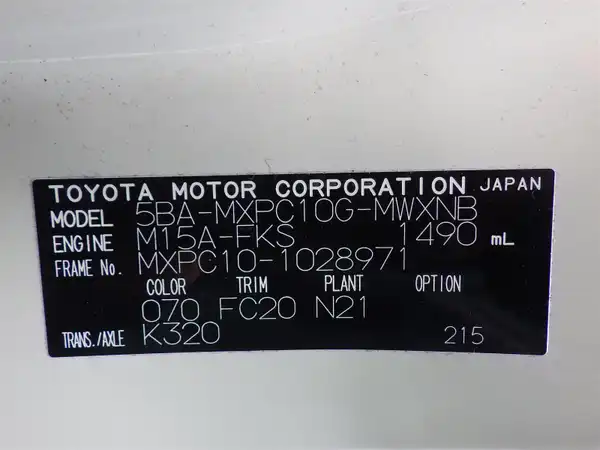 TOYOTA MOTOR CORPORATION JAPAN
MODEL 5BA-MXPC10G-MWXNB
ENGINE M15A-FKS 1490 mL
FRAME No. MXPC10-1028971
COLOR TRIM PLANT OPTION
070 FC20 N21
TRANS./AXLE K320 215